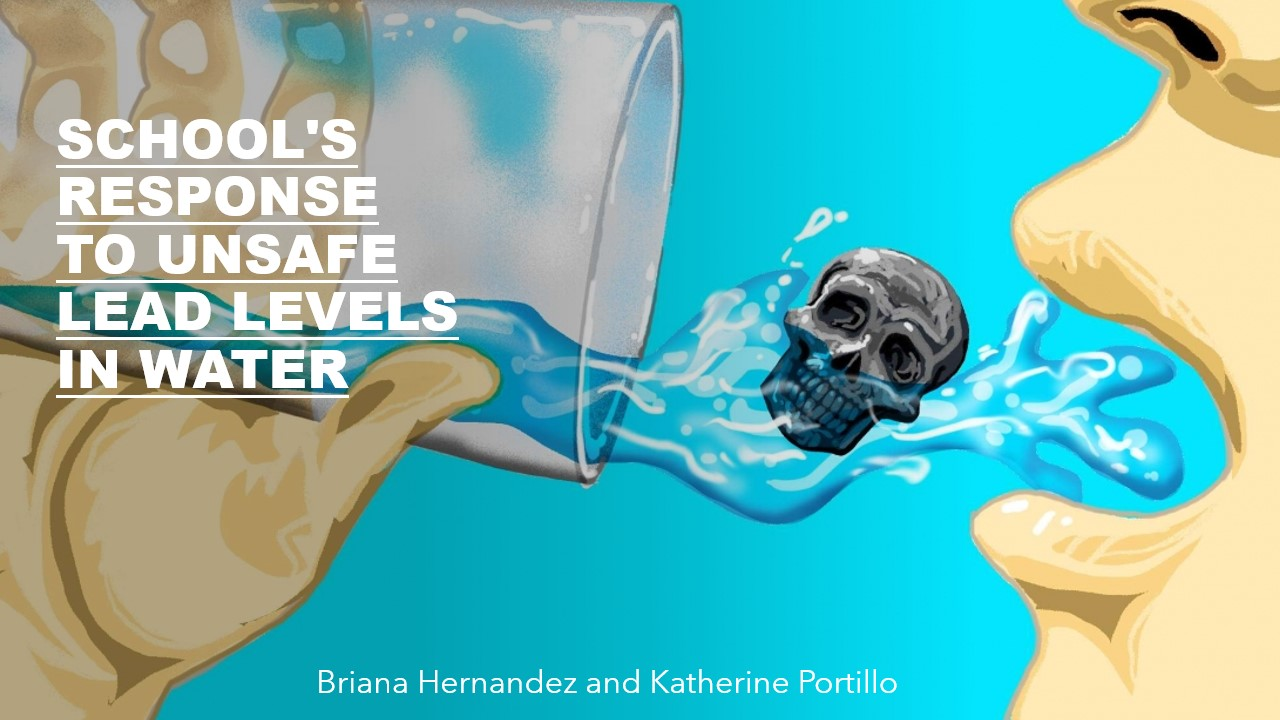 SCHOOL'S
RESPONSE
TO UNSAFE
LEAD LEVELS
IN WATER
Briana Hernandez and Katherine Portillo